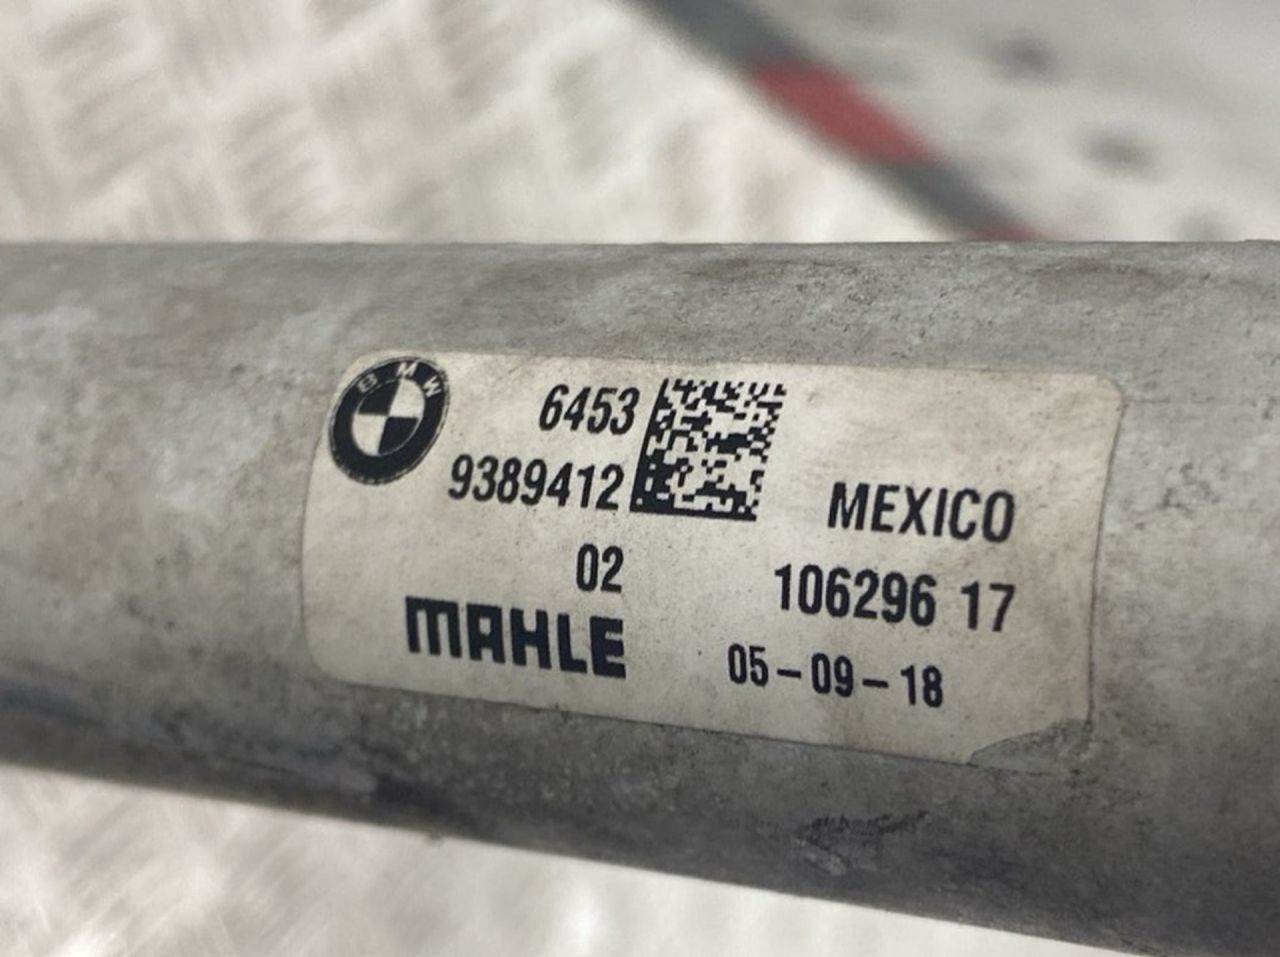 BMW
6453
9389412
02
MAHLE
MEXICO
106296 17
05-09-18